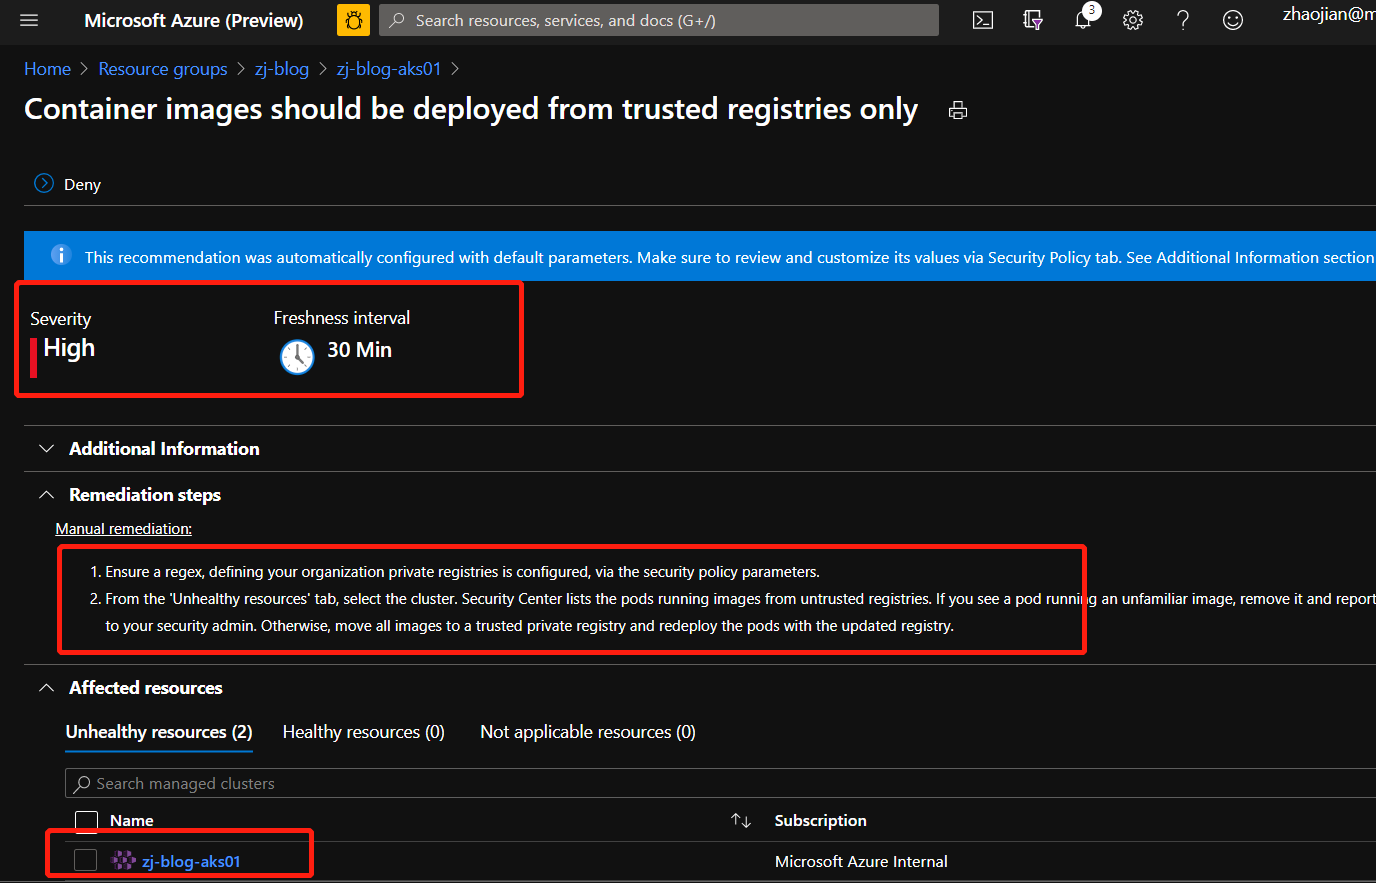 Microsoft Azure (Preview)
Search resources, services, and docs (G+/)
3
zhaojian@m
Home > Resource groups > zj-blog > zj-blog-aks01 >
Container images should be deployed from trusted registries only
Deny
This recommendation was automatically configured with default parameters. Make sure to review and customize its values via Security Policy tab. See Additional Information section
Severity
High
Freshness interval
30 Min
Additional Information
Remediation steps
Manual remediation:
1. Ensure a regex, defining your organization private registries is configured, via the security policy parameters.
2. From the 'Unhealthy resources' tab, select the cluster. Security Center lists the pods running images from untrusted registries. If you see a pod running an unfamiliar image, remove it and report
to your security admin. Otherwise, move all images to a trusted private registry and redeploy the pods with the updated registry.
Affected resources
Unhealthy resources (2) Healthy resources (0) Not applicable resources (0)
Search managed clusters
Name Subscription
zj-blog-aks01 Microsoft Azure Internal